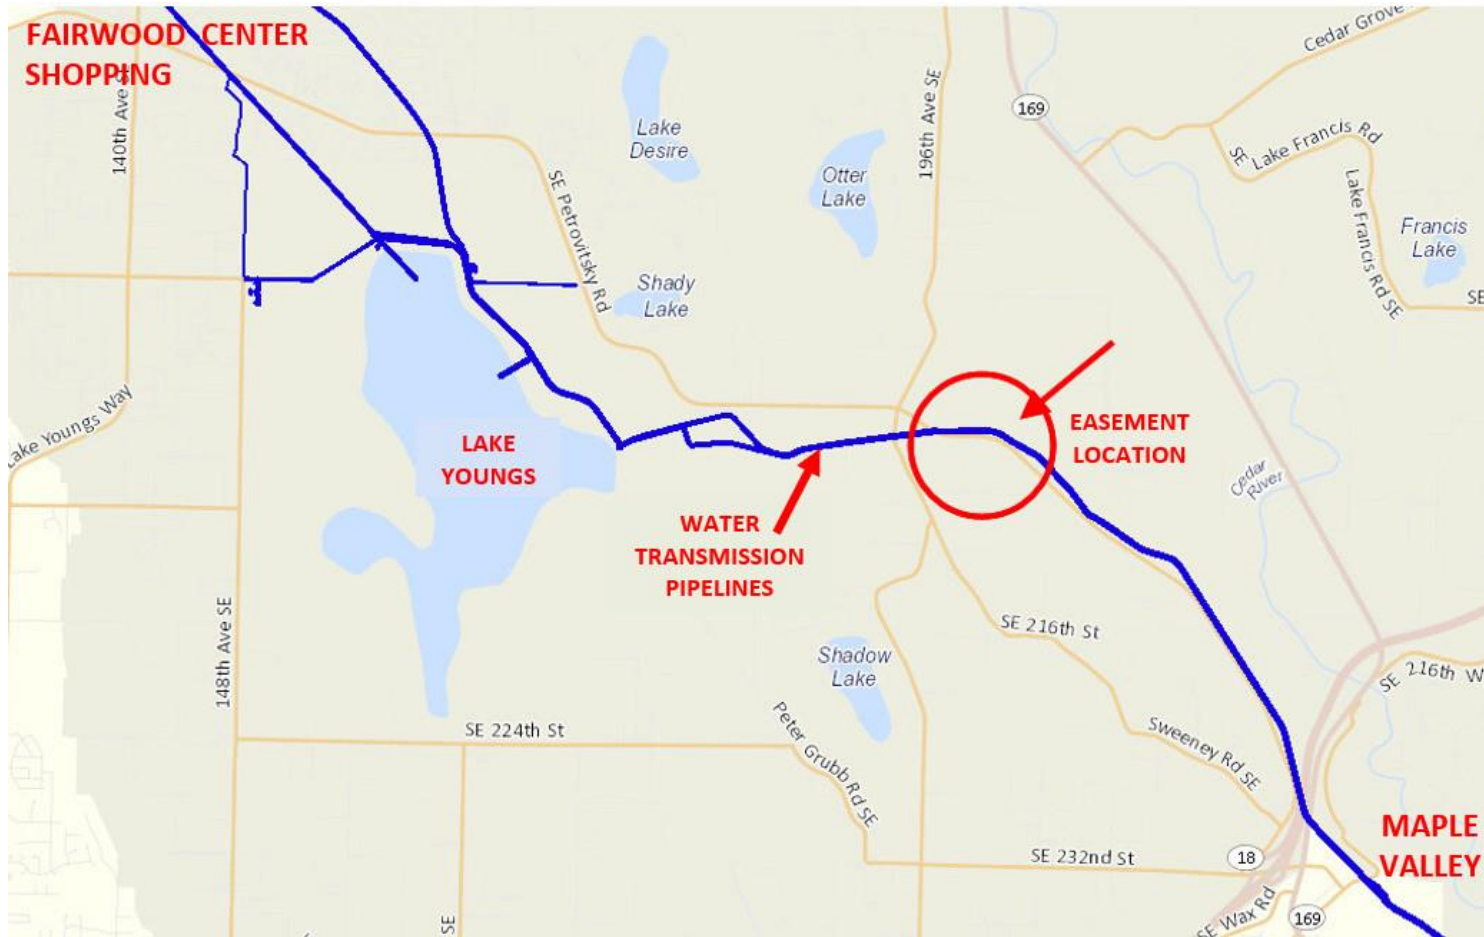 FAIRWOOD CENTER
SHOPPING
Cedar Grove
140th Ave SE
196th Ave SE
169
Lake
Desire
Otter
Lake
SE
Lake Francis Rd
Lake Francis Rd SE
Francis
Lake
SE Petrovitsky Rd
Shady
Lake
SE
Lake Youngs Way
LAKE
YOUNGS
EASEMENT
LOCATION
Cedar
River
WATER
TRANSMISSION
PIPELINES
148th Ave SE
SE 216th St
Shadow
Lake
SE 216th W
SE 224th St
Peter Grubb Rd SE
Sweeney Rd SE
MAPLE
VALLEY
SE 232nd St
18
SE Wax Rd
169
SE